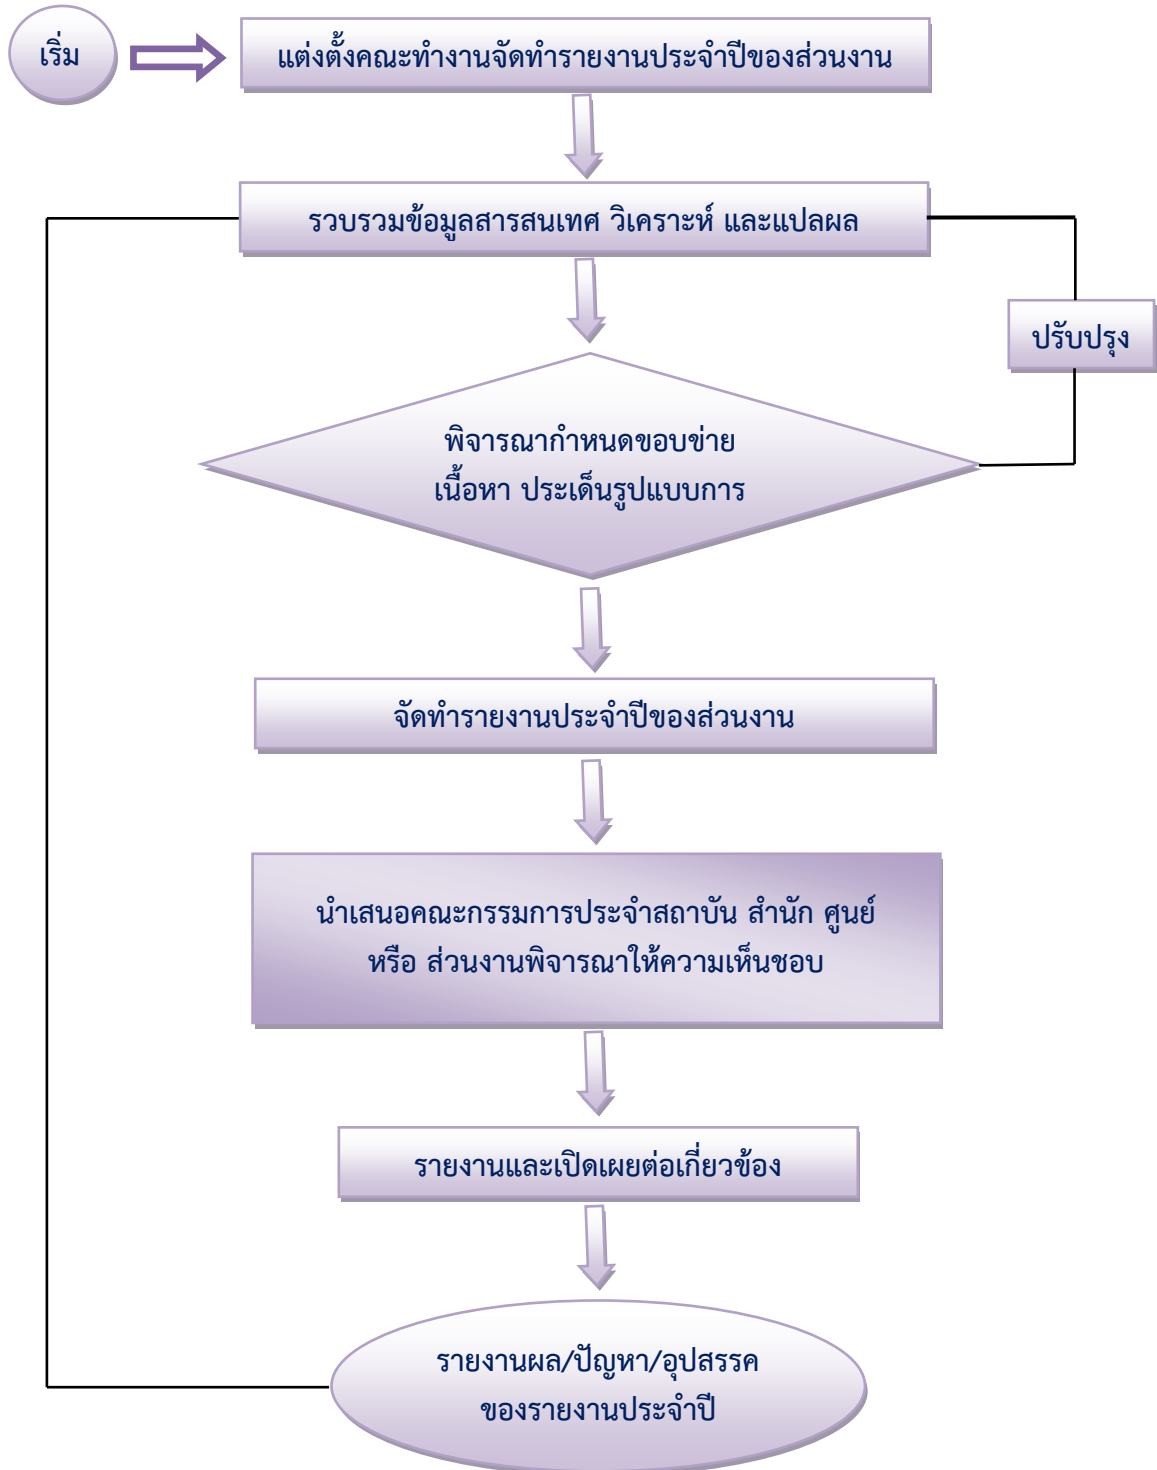 เริ่ม
แต่งตั้งคณะทำงานจัดทำรายงานประจำปีของส่วนงาน
รวบรวมข้อมูลสารสนเทศ วิเคราะห์ และแปลผล
ปรับปรุง
พิจารณากำหนดขอบข่าย
เนื้อหา ประเด็นรูปแบบการ
จัดทำรายงานประจำปีของส่วนงาน
นำเสนอคณะกรรมการประจำสถาบัน สำนัก ศูนย์
หรือ ส่วนงานพิจารณาให้ความเห็นชอบ
รายงานและเปิดเผยต่อเกี่ยวข้อง
รายงานผล/ปัญหา/อุปสรรค
ของรายงานประจำปี